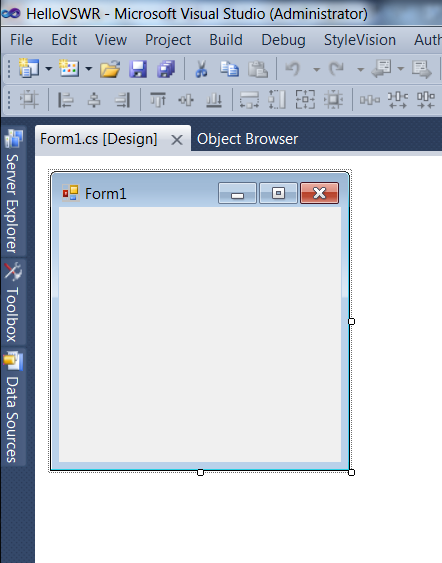 HelloVSWR - Microsoft Visual Studio (Administrator)
File Edit View Project Build Debug StyleVision Auth
Form1.cs [Design] Object Browser
Server Explorer
Toolbox
Data Sources
Form1